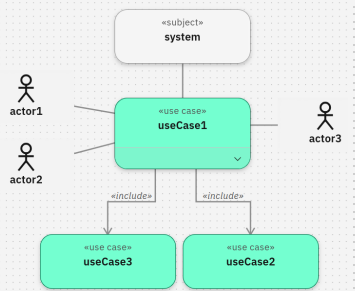 «subject»
system
actor1
«use case»
useCase1
actor3
actor2
«include»
«include»
«use case»
useCase3
«use case»
useCase2